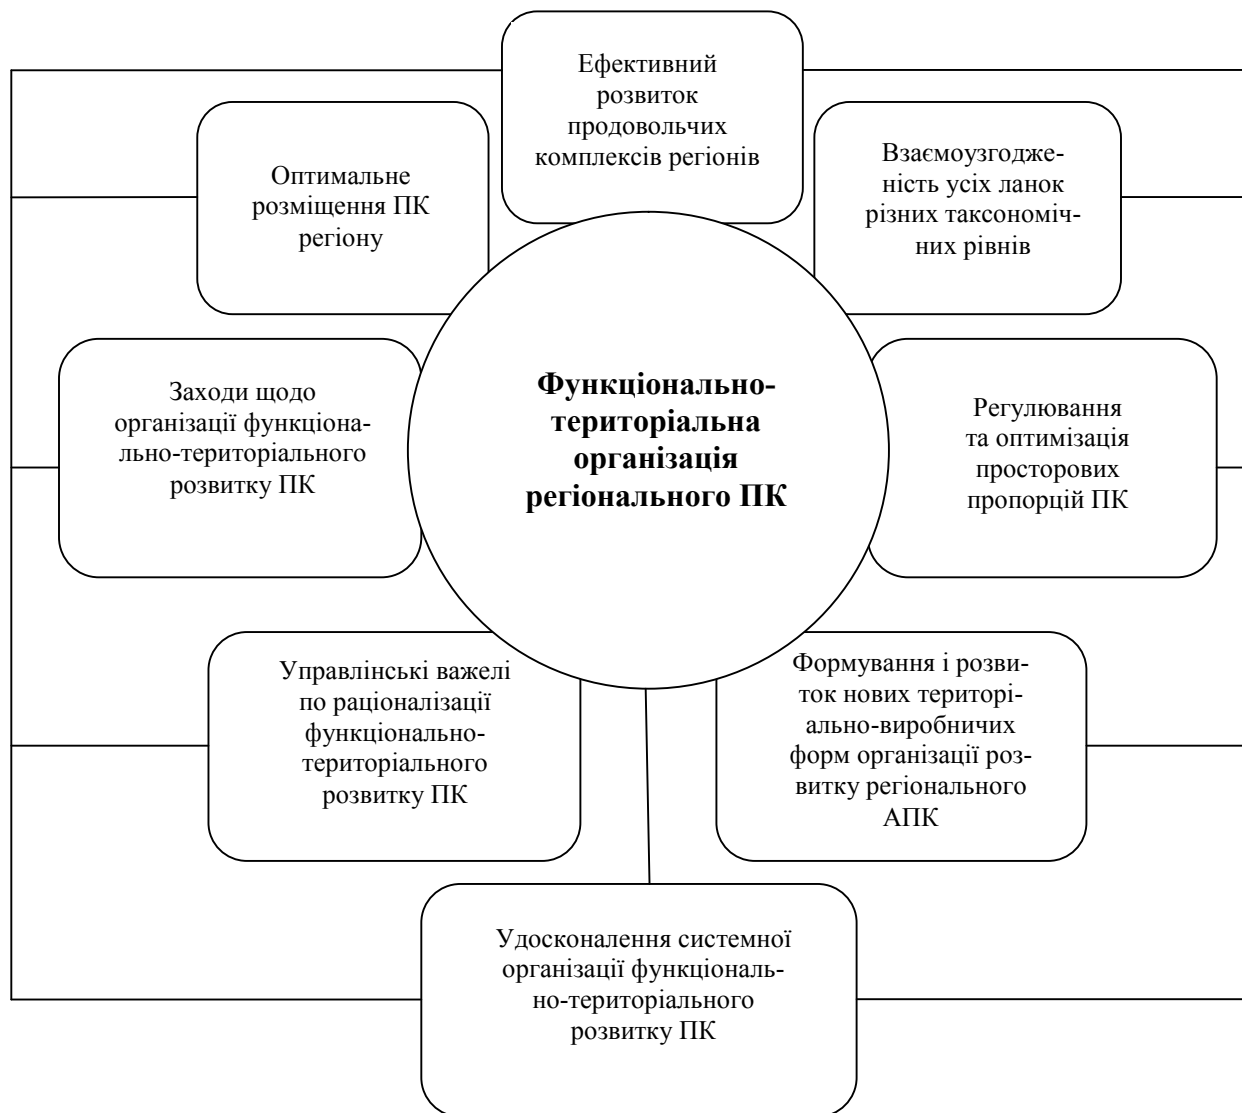 Ефективний
розвиток
продовольчих
комплексів регіонів
Оптимальне
розміщення ПК
регіону
Взаємоузгодже-
ність усіх ланок
різних таксономіч-
них рівнів
Заходи щодо
організації функціона-
льно-територіального
розвитку ПК
Функціонально-
територіальна
організація
регіонального ПК
Регулювання
та оптимізація
просторових
пропорцій ПК
Управлінські важелі
по раціоналізації
функціонально-
територіального
розвитку ПК
Формування і розви-
ток нових територі-
ально-виробничих
форм організації роз-
витку регіонального
АПК
Удосконалення системної
організації функціональ-
но-територіального
розвитку ПК